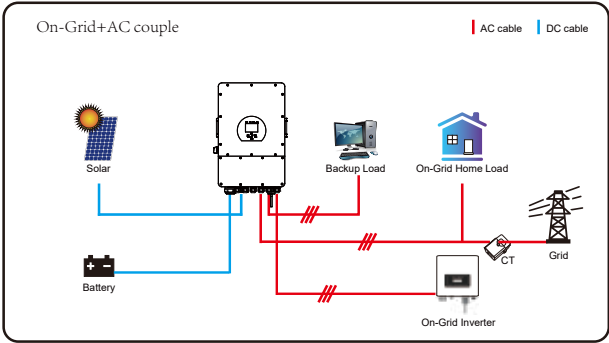 On-Grid+AC couple
AC cable
DC cable
Solar
Backup Load
On-Grid Home Load
CT
Grid
Battery
On-Grid Inverter